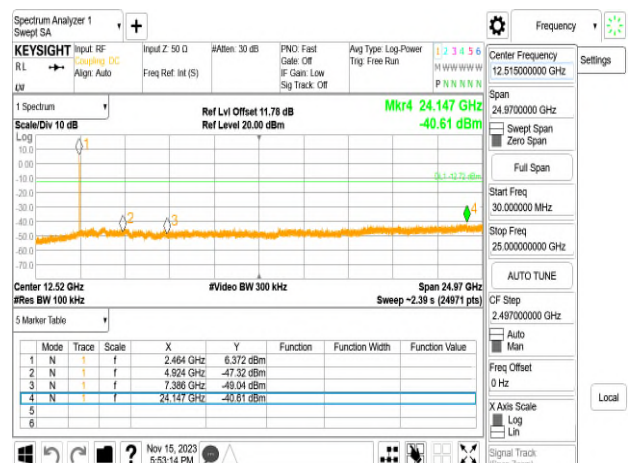 Spectrum Analyzer 1
Swept SA
Frequency
KEYSIGHT Input: RF Input Z: 50 Ω #Atten: 30 dB PNO: Fast Avg Type: Log-Power 1 2 3 4 5 6
RL Coupling: DC Gate: Off Trig: Free Run M W W W W W
Align: Auto Freq Ref: Int (S) IF Gain: Low
Sig Track: Off P N N N N N
Center Frequency
12.515000000 GHz
Settings
Span
24.9700000 GHz
Swept Span
Zero Span
Full Span
Start Freq
30.000000 MHz
Stop Freq
25.000000000 GHz
AUTO TUNE
CF Step
2.497000000 GHz
Auto
Man
Freq Offset
0 Hz
X Axis Scale
Log
Lin
Local
Signal Track
1 Spectrum
Ref Lvl Offset 11.78 dB Mkr4 24.147 GHz
Scale/Div 10 dB Ref Level 20.00 dBm -40.61 dBm
Log
10.0
0.00
-10.0
-20.0
-30.0
-40.0
-50.0
-60.0
-70.0
1
2
3
4
Center 12.52 GHz #Video BW 300 kHz Span 24.97 GHz
#Res BW 100 kHz Sweep ~2.39 s (24971 pts)
5 Marker Table
Mode Trace Scale X Y Function Function Width Function Value
1 N 1 f 2.464 GHz 6.372 dBm
2 N 1 f 4.924 GHz -47.32 dBm
3 N 1 f 7.386 GHz -49.04 dBm
4 N 1 f 24.147 GHz -40.61 dBm
5
6
?
Nov 15, 2023
5:53:14 PM